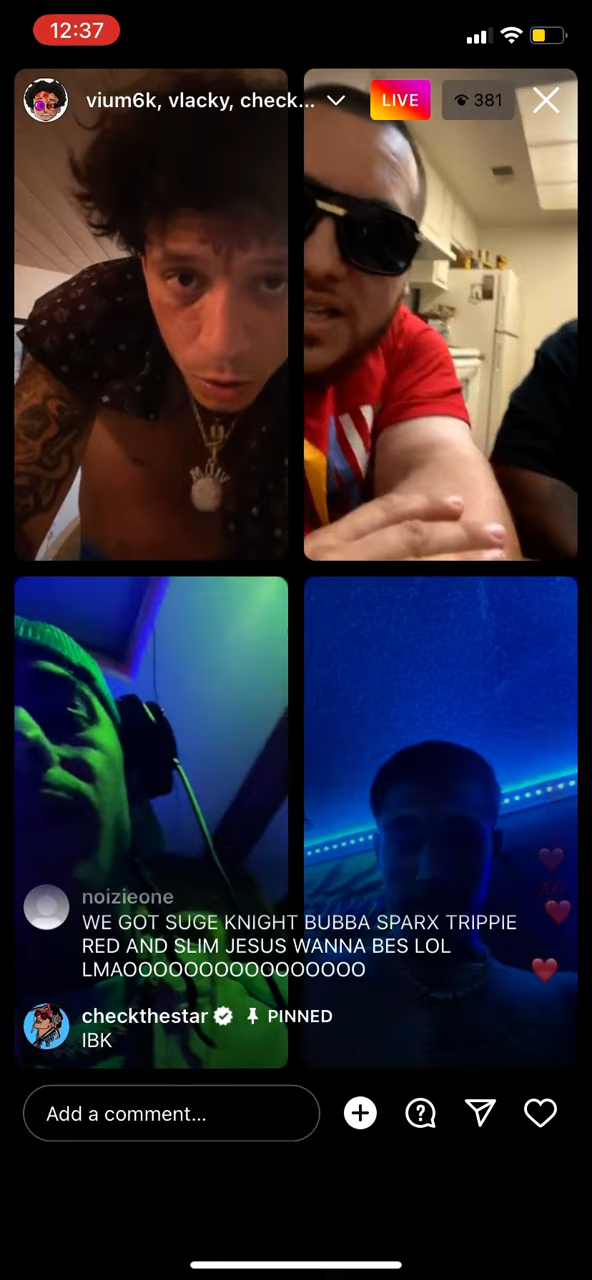 12:37
vium6k, vlacky, check...
LIVE
381
noizieone
WE GOT SUGE KNIGHT BUBBA SPARX TRIPPIE
RED AND SLIM JESUS WANNA BES LOL
LMAOOOOOOOOOOOOOOOO
checkthestar PINNED
IBK
Add a comment...